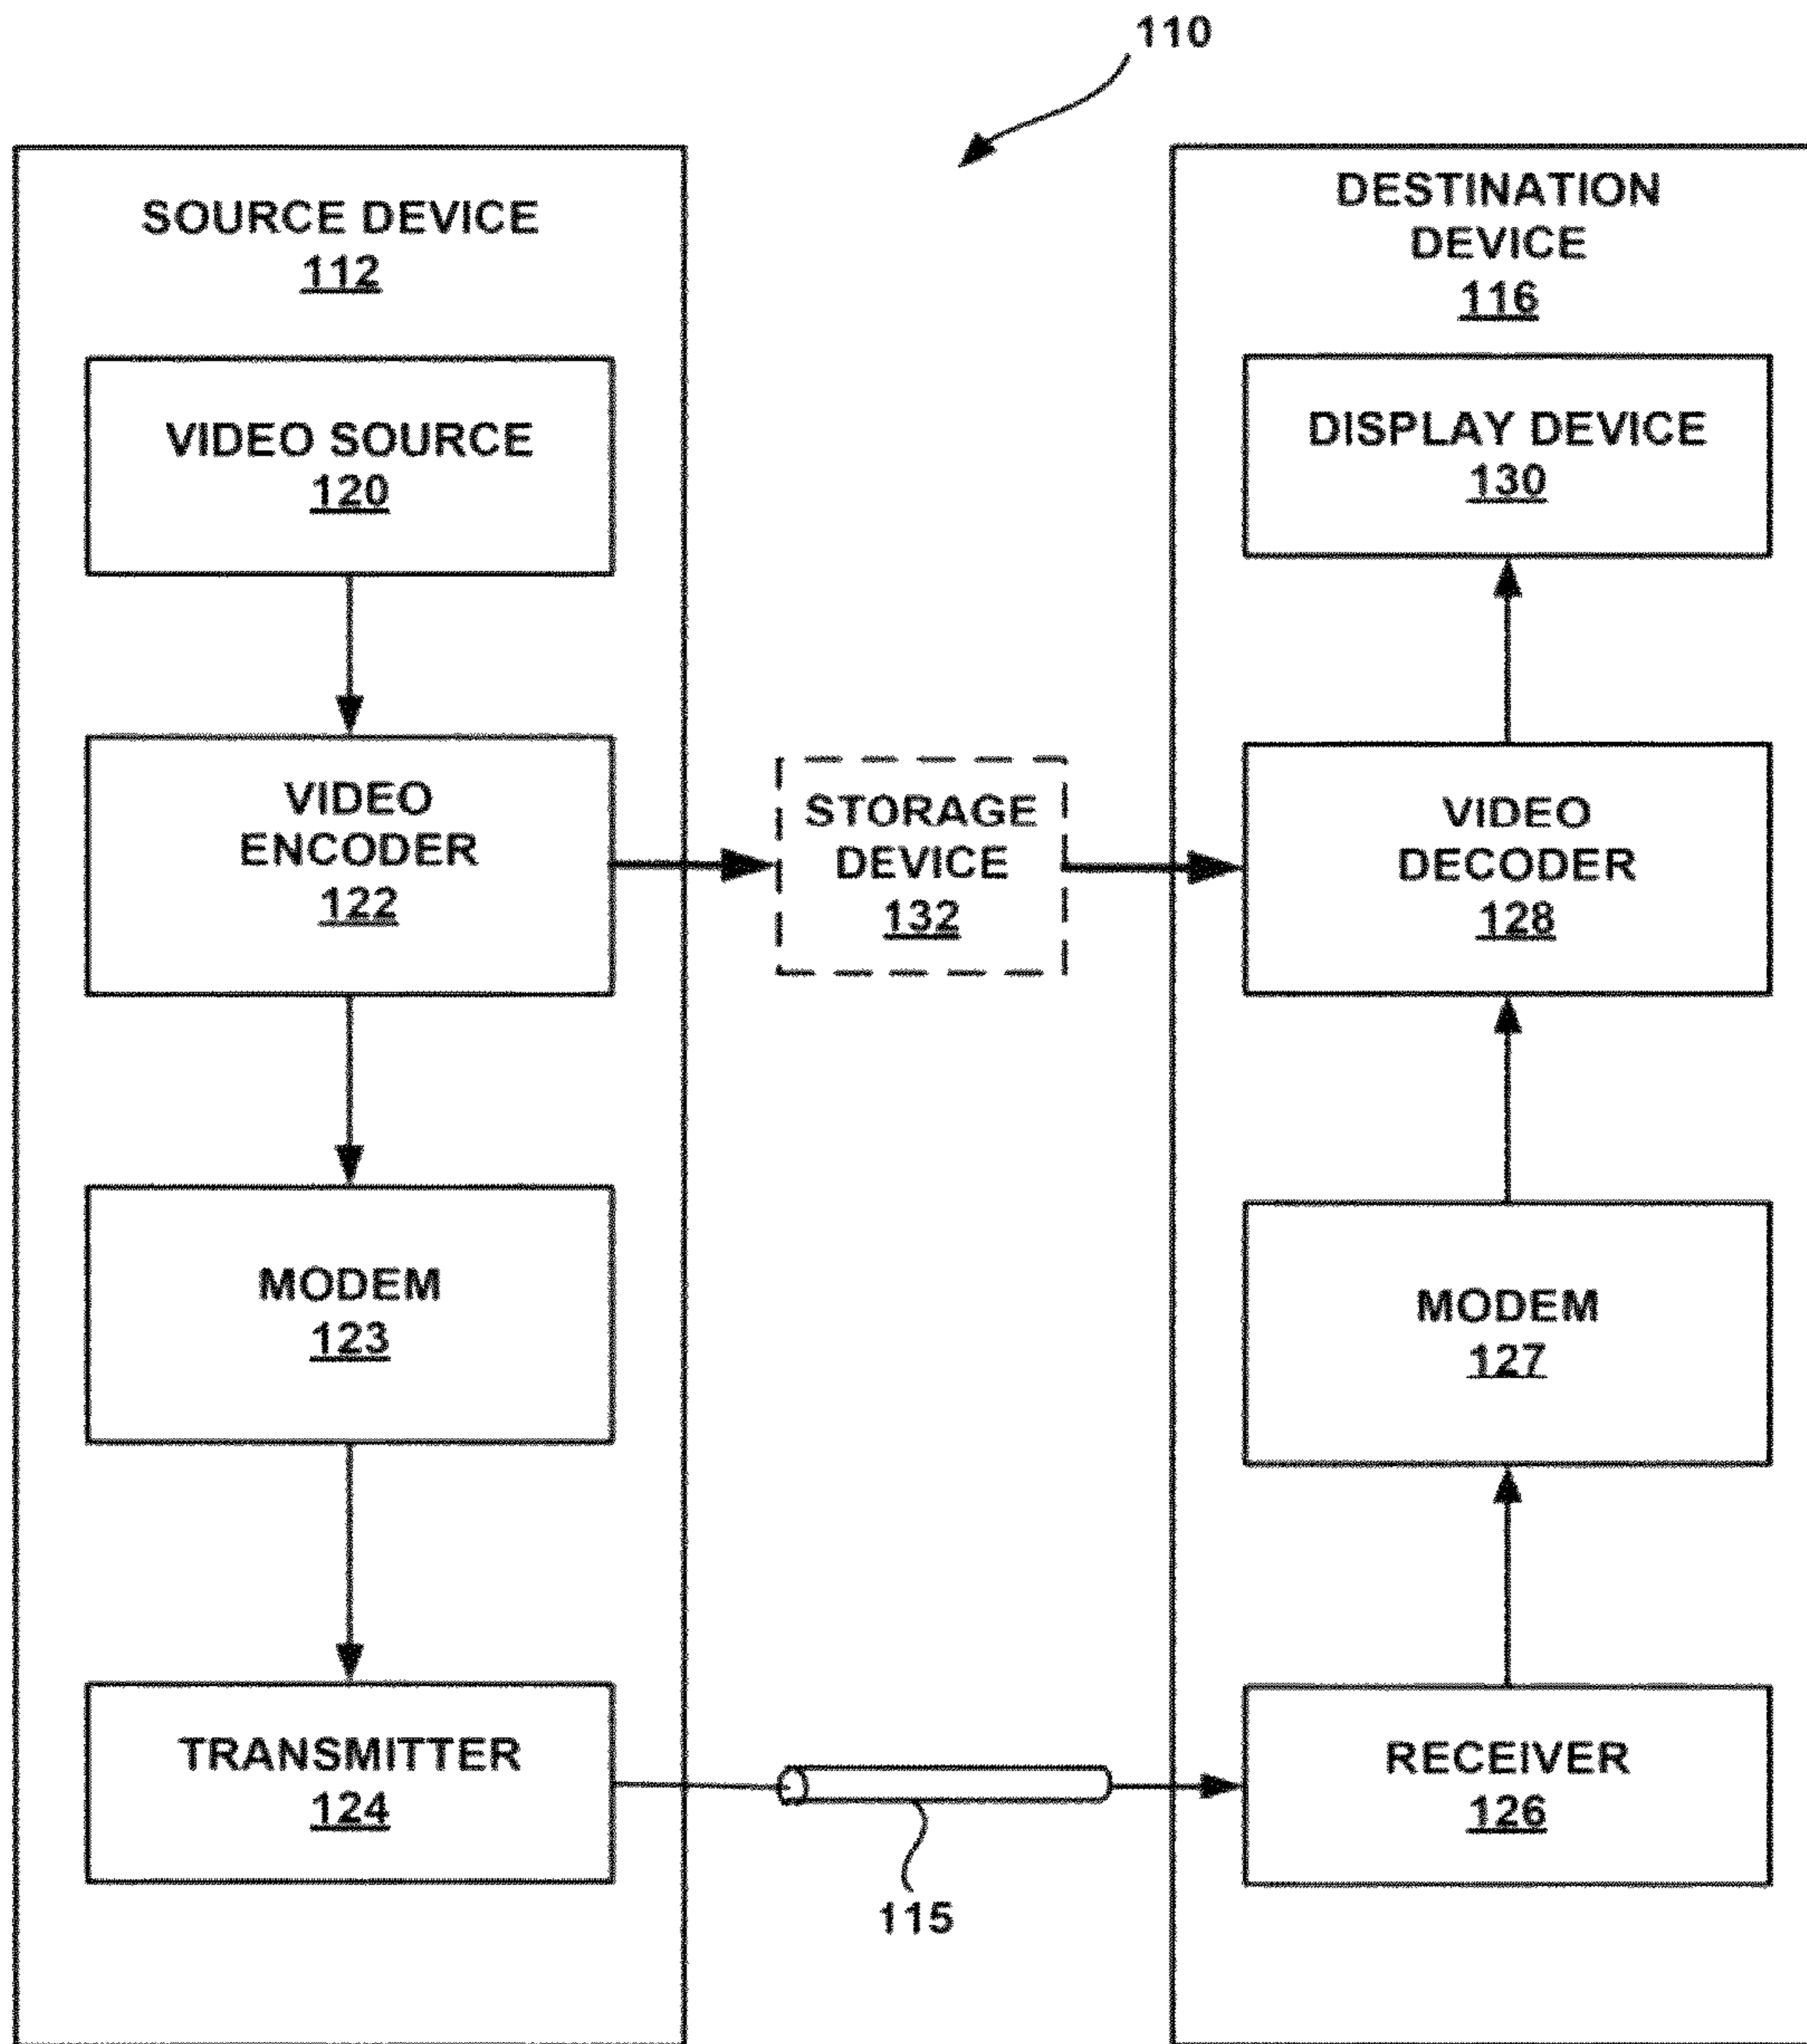 110
SOURCE DEVICE
112
VIDEO SOURCE
120
VIDEO
ENCODER
122
MODEM
123
TRANSMITTER
124
STORAGE
DEVICE
132
115
DESTINATION
DEVICE
116
DISPLAY DEVICE
130
VIDEO
DECODER
128
MODEM
127
RECEIVER
126